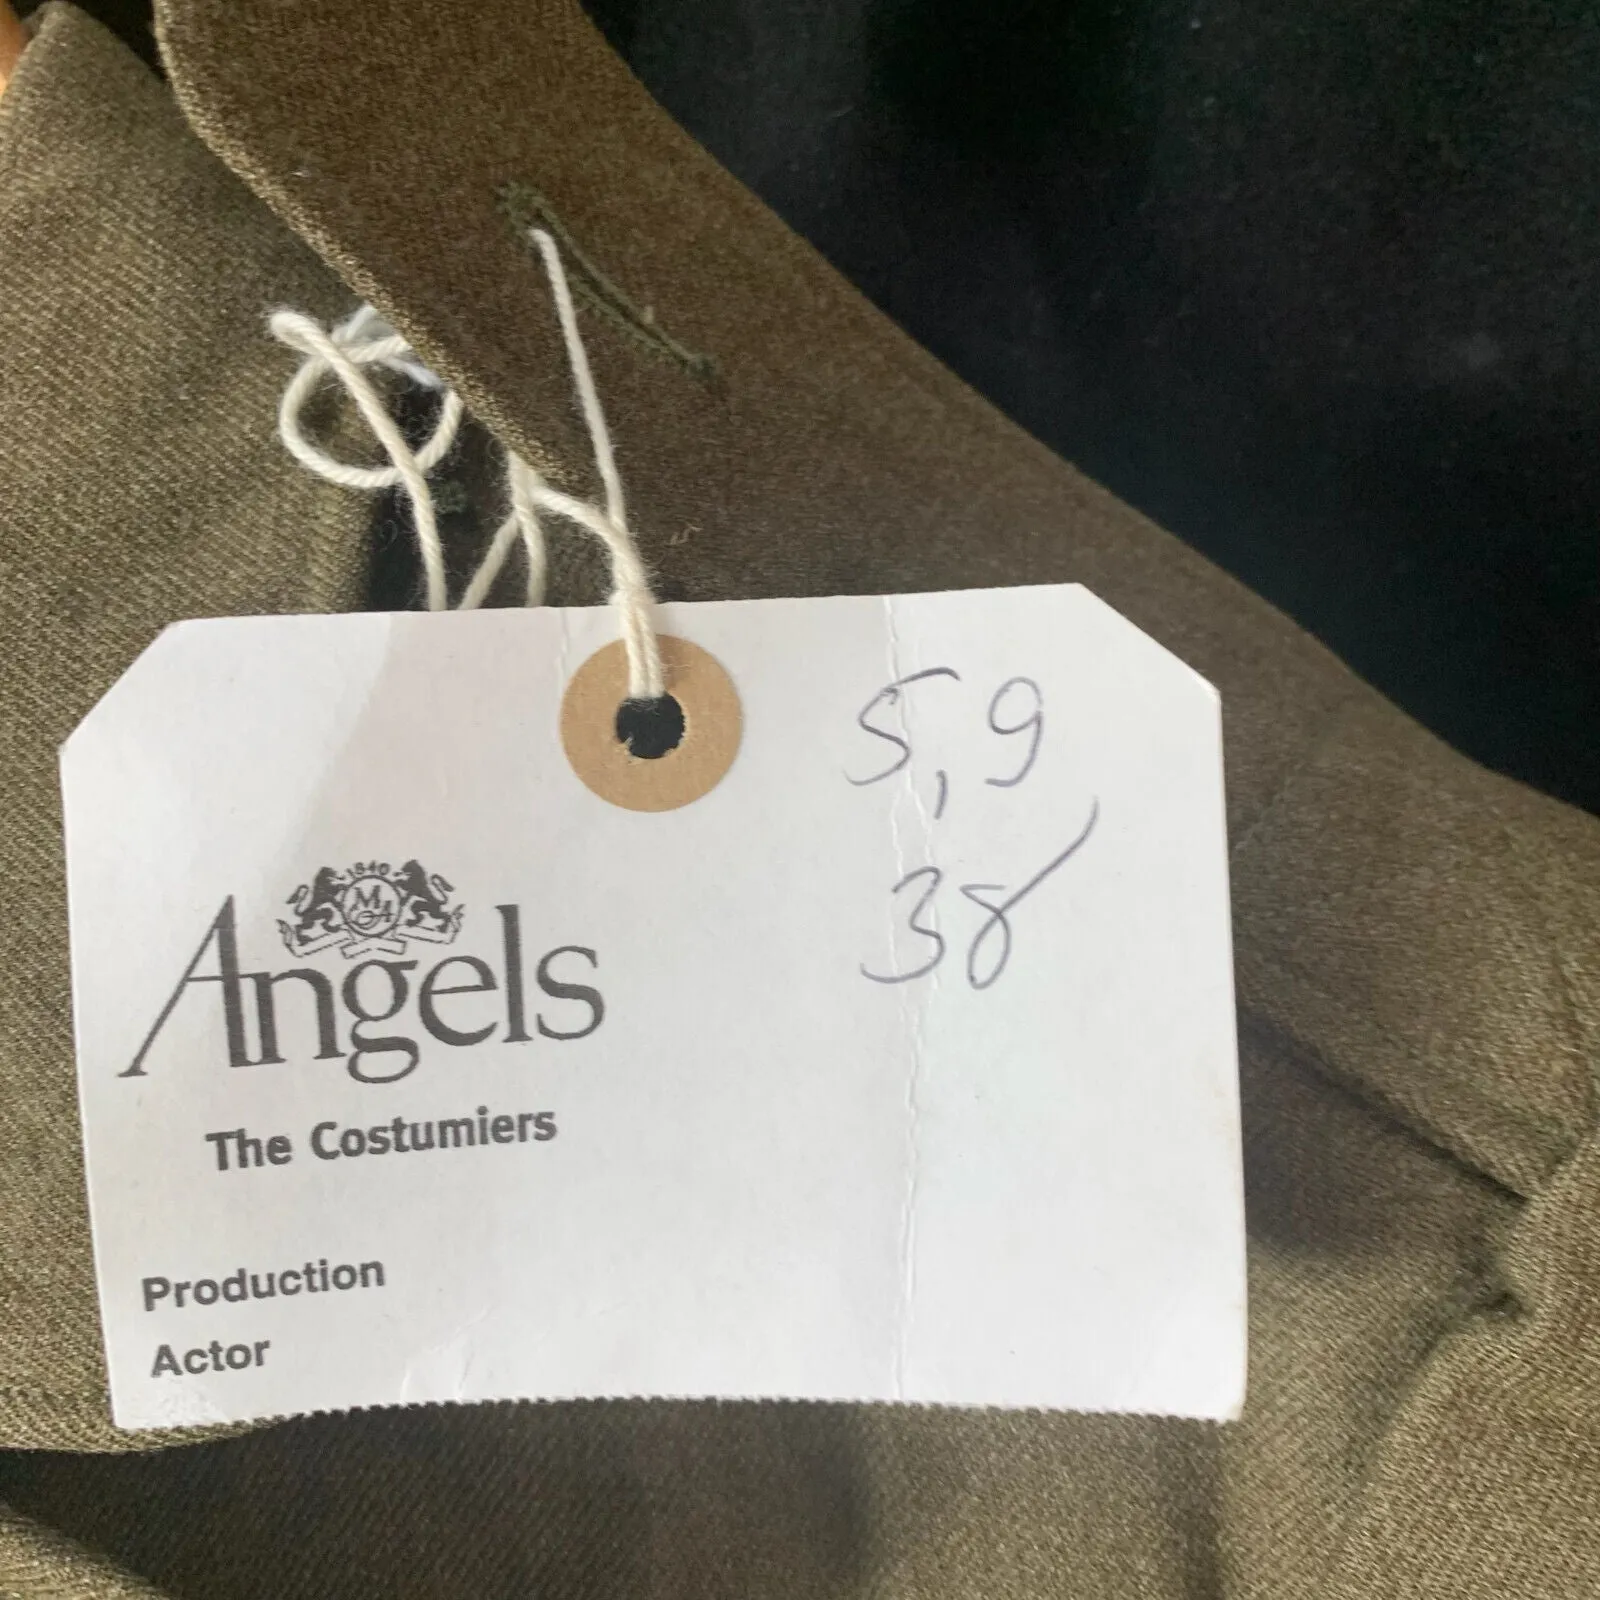 5,9
38
1840
MA
Angels
The Costumiers
Production
Actor